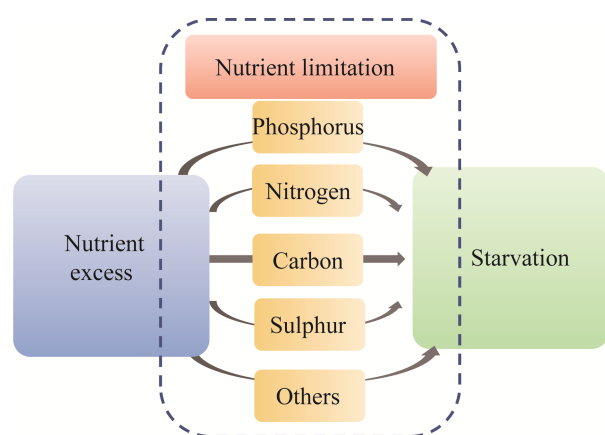 Nutrient limitation
Phosphorus
Nitrogen
Nutrient
excess
Carbon
Starvation
Sulphur
Others